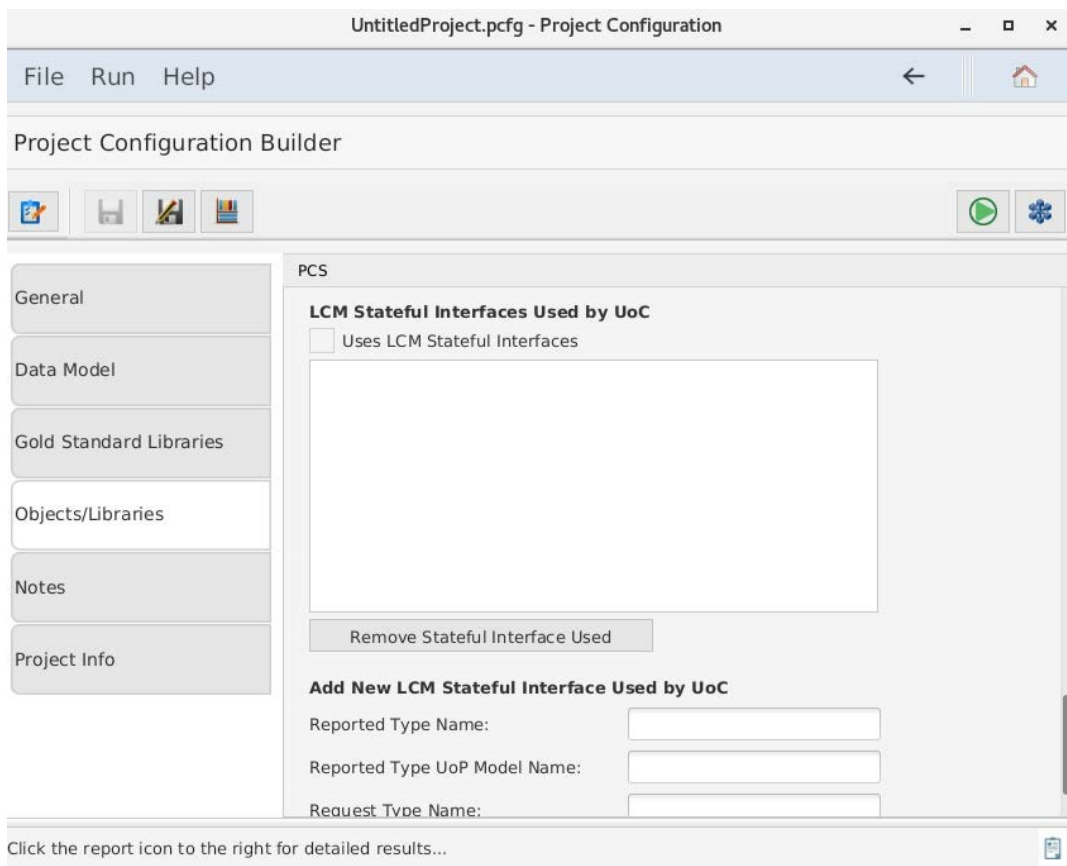 UntitledProject.pcfg - Project Configuration
File Run Help
Project Configuration Builder
PCS
General
Data Model
Gold Standard Libraries
Objects/Libraries
Notes
Project Info
LCM Stateful Interfaces Used by UoC
Uses LCM Stateful Interfaces
Remove Stateful Interface Used
Add New LCM Stateful Interface Used by UoC
Reported Type Name:
Reported Type UoP Model Name:
Request Type Name:
Click the report icon to the right for detailed results...